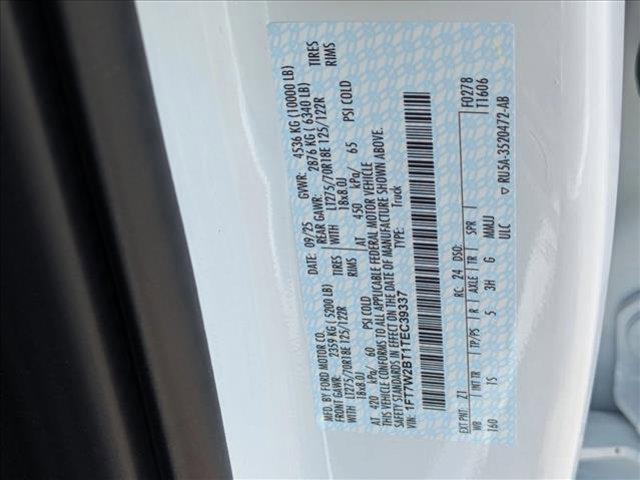 MFD. BY FORD MOTOR CO.
DATE: 09/25 GVWR: 4536 KG (10000 LB)
FRONT GAWR: 2359 KG (5200 LB) REAR GAWR: 2876 KG (6340 LB)
WITH LT275/70R18E 125/122R TIRES WITH LT275/70R18E 125/122R TIRES
18x8.0J RIMS 18x8.0J RIMS
AT 420 kPa/ 60 PSI COLD AT 450 kPa/ 65 PSI COLD
THIS VEHICLE CONFORMS TO ALL APPLICABLE FEDERAL MOTOR VEHICLE
SAFETY STANDARDS IN EFFECT ON THE DATE OF MANUFACTURE SHOWN ABOVE.
VIN: 1FT7W2BT1TEC39337 TYPE: Truck
F0278
T1606
EXT PNT: Z1 RC: 24 DSO:
WB INT TR TP/PS R AXLE TR SPR
160 TS 5 3H G MMUU
ULC RU5A-3520472-AB